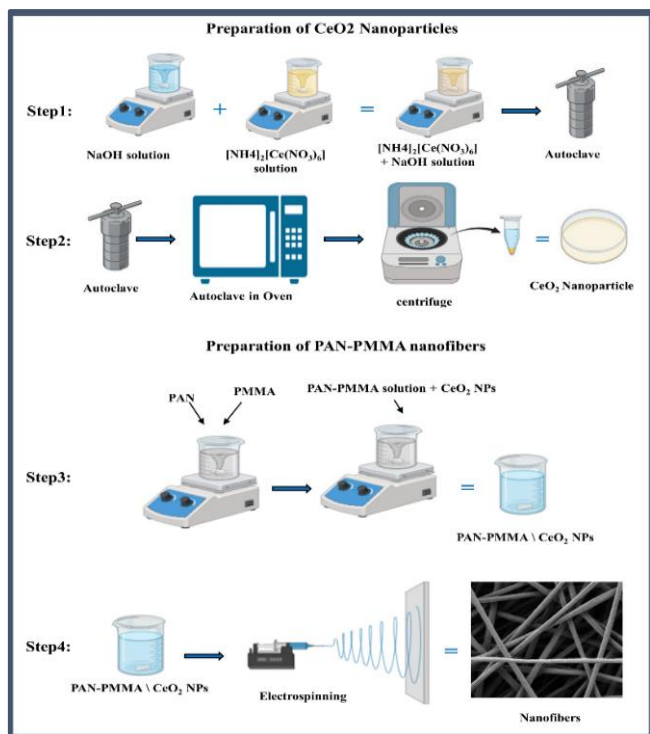 Preparation of CeO2 Nanoparticles
Step1:
NaOH solution
+
[NH4]₂[Ce(NO₃)₆]
solution
=
[NH4]₂[Ce(NO₃)₆]
+ NaOH solution
Autoclave
Step2:
Autoclave
Autoclave in Oven
centrifuge
=
CeO₂ Nanoparticle
Preparation of PAN-PMMA nanofibers
PAN
PMMA
PAN-PMMA solution + CeO₂ NPs
Step3:
=
PAN-PMMA \ CeO₂ NPs
Step4:
PAN-PMMA \ CeO₂ NPs
Electrospinning
=
Nanofibers